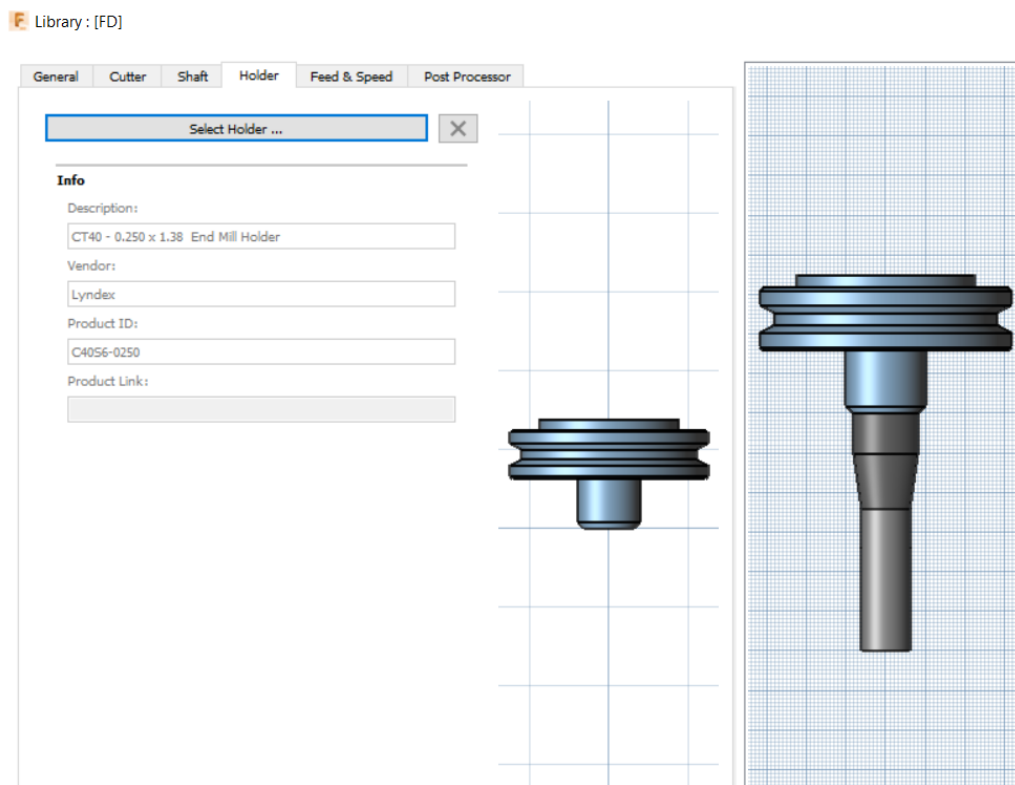 Library : [FD]
General Cutter Shaft Holder Feed & Speed Post Processor
Select Holder ...
Info
Description:
CT40 - 0.250 x 1.38 End Mill Holder
Vendor:
Lyndex
Product ID:
C40S6-0250
Product Link: